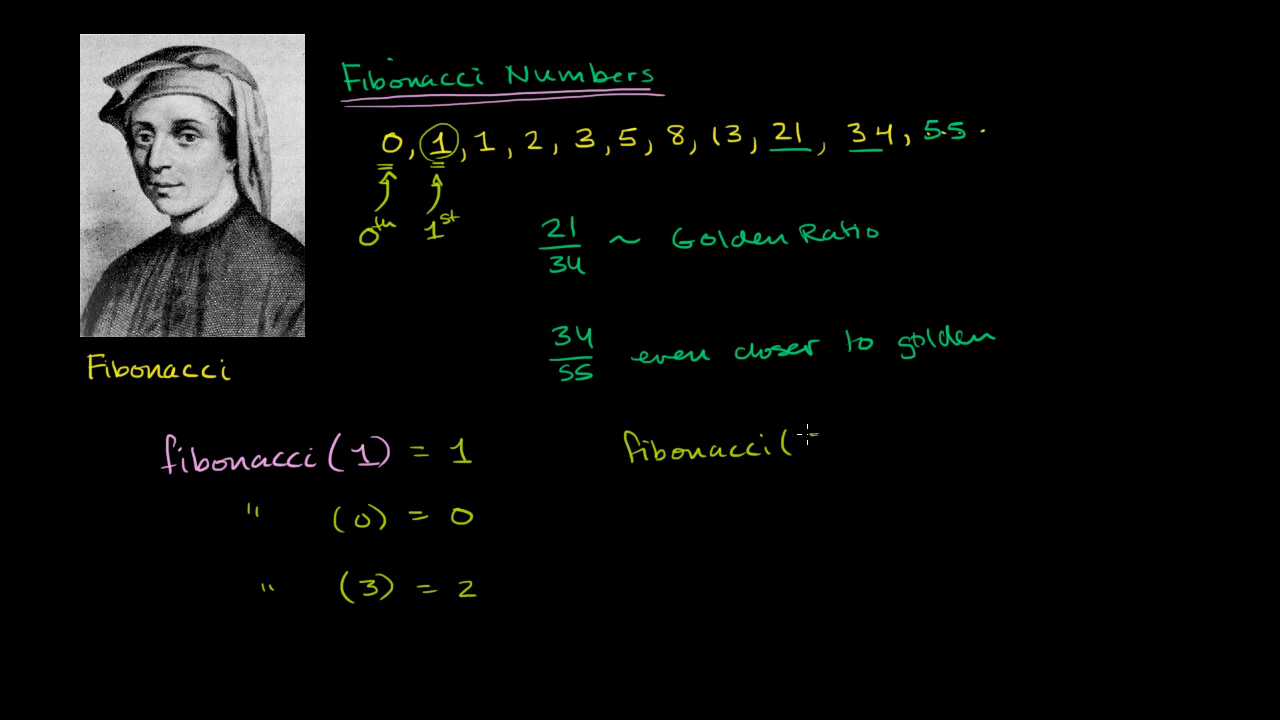 Fibonacci Numbers
0, 1, 1, 2, 3, 5, 8, 13, 21, 34, 55.
0th 1st
21/34 ~ Golden Ratio
34/55 even closer to golden
Fibonacci
fibonacci(1) = 1
" (0) = 0
" (3) = 2
fibonacci(